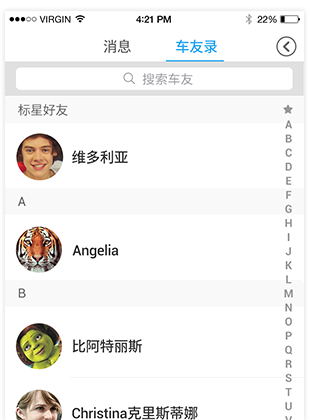 VIRGIN 4:21 PM 22%
消息 车友录
搜索车友
标星好友
维多利亚
A
Angelia
B
比阿特丽斯
Christina克里斯蒂娜
A
B
C
D
E
F
G
H
I
J
K
L
M
N
O
P
Q
R
S
T
U
V